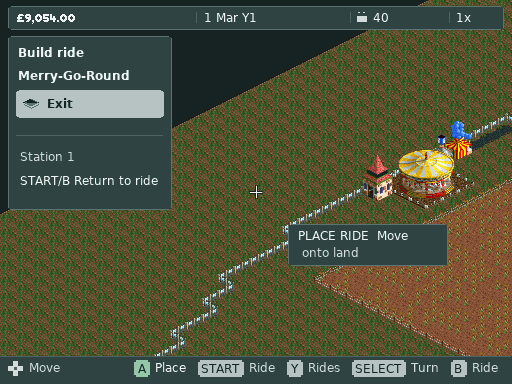 £9,054.00
1 Mar Y1
40
1x
Build ride
Merry-Go-Round
Exit
Station 1
START/B Return to ride
PLACE RIDE Move
onto land
Move
A Place
START Ride
Y Rides
SELECT Turn
B Ride